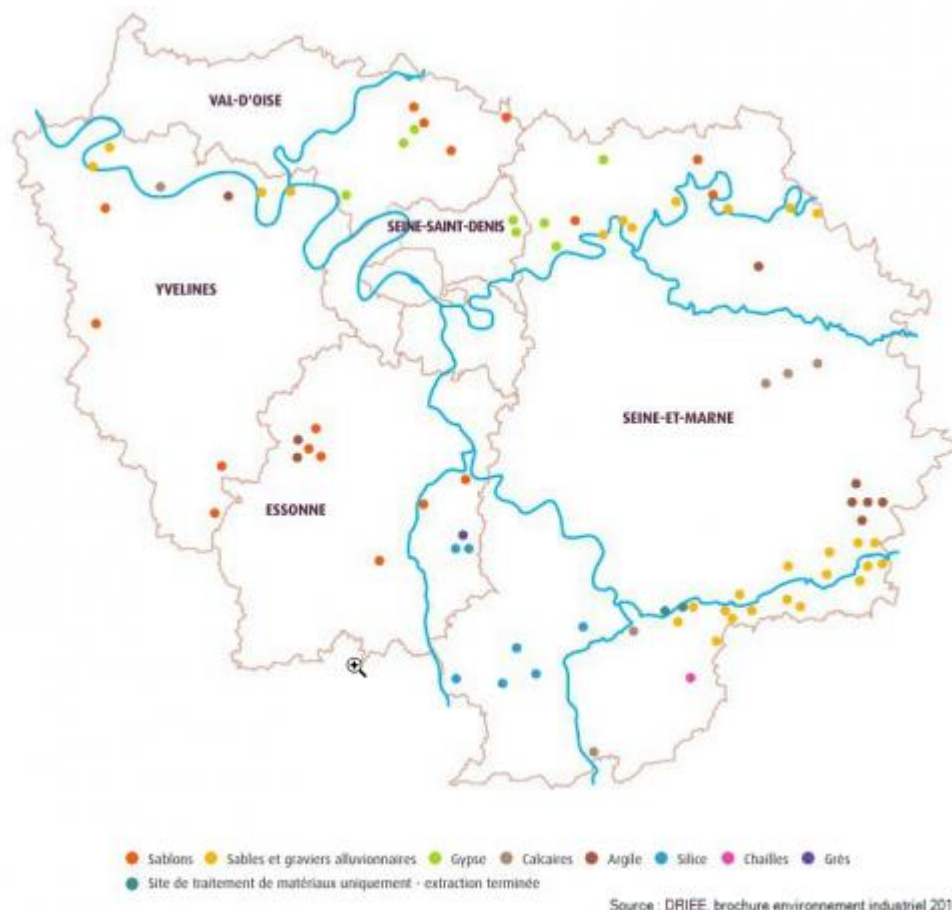 VAL-D'OISE
SEINE-SAINT-DENIS
YVELINES
SEINE-ET-MARNE
ESSONNE
Sablons Sables et graviers alluvionnaires Gypse Calcaires Argile Silice Chailles Grès
Site de traitement de matériaux uniquement - extraction terminée
Source : DRIEE, brochure environnement industriel